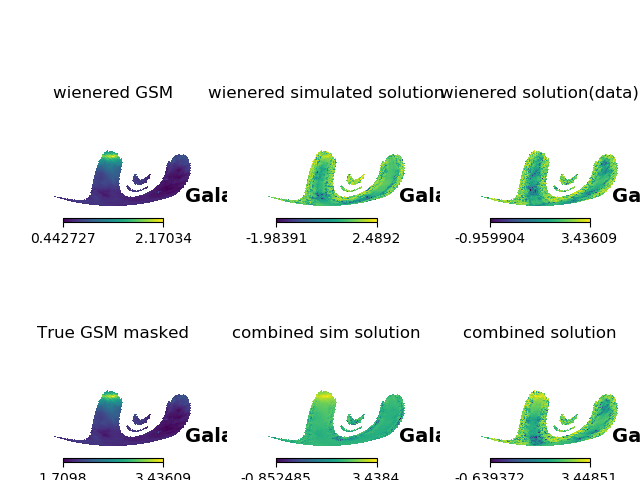 wienered GSM
wienered simulated solution
wienered solution(data)
Gala
Gala
Ga
0.442727 2.17034
-1.98391 2.4892
-0.959904 3.43609
True GSM masked
combined sim solution
combined solution
Gala
Gala
Ga
1.7098 3.43609
-0.852485 3.4384
-0.639372 3.44851